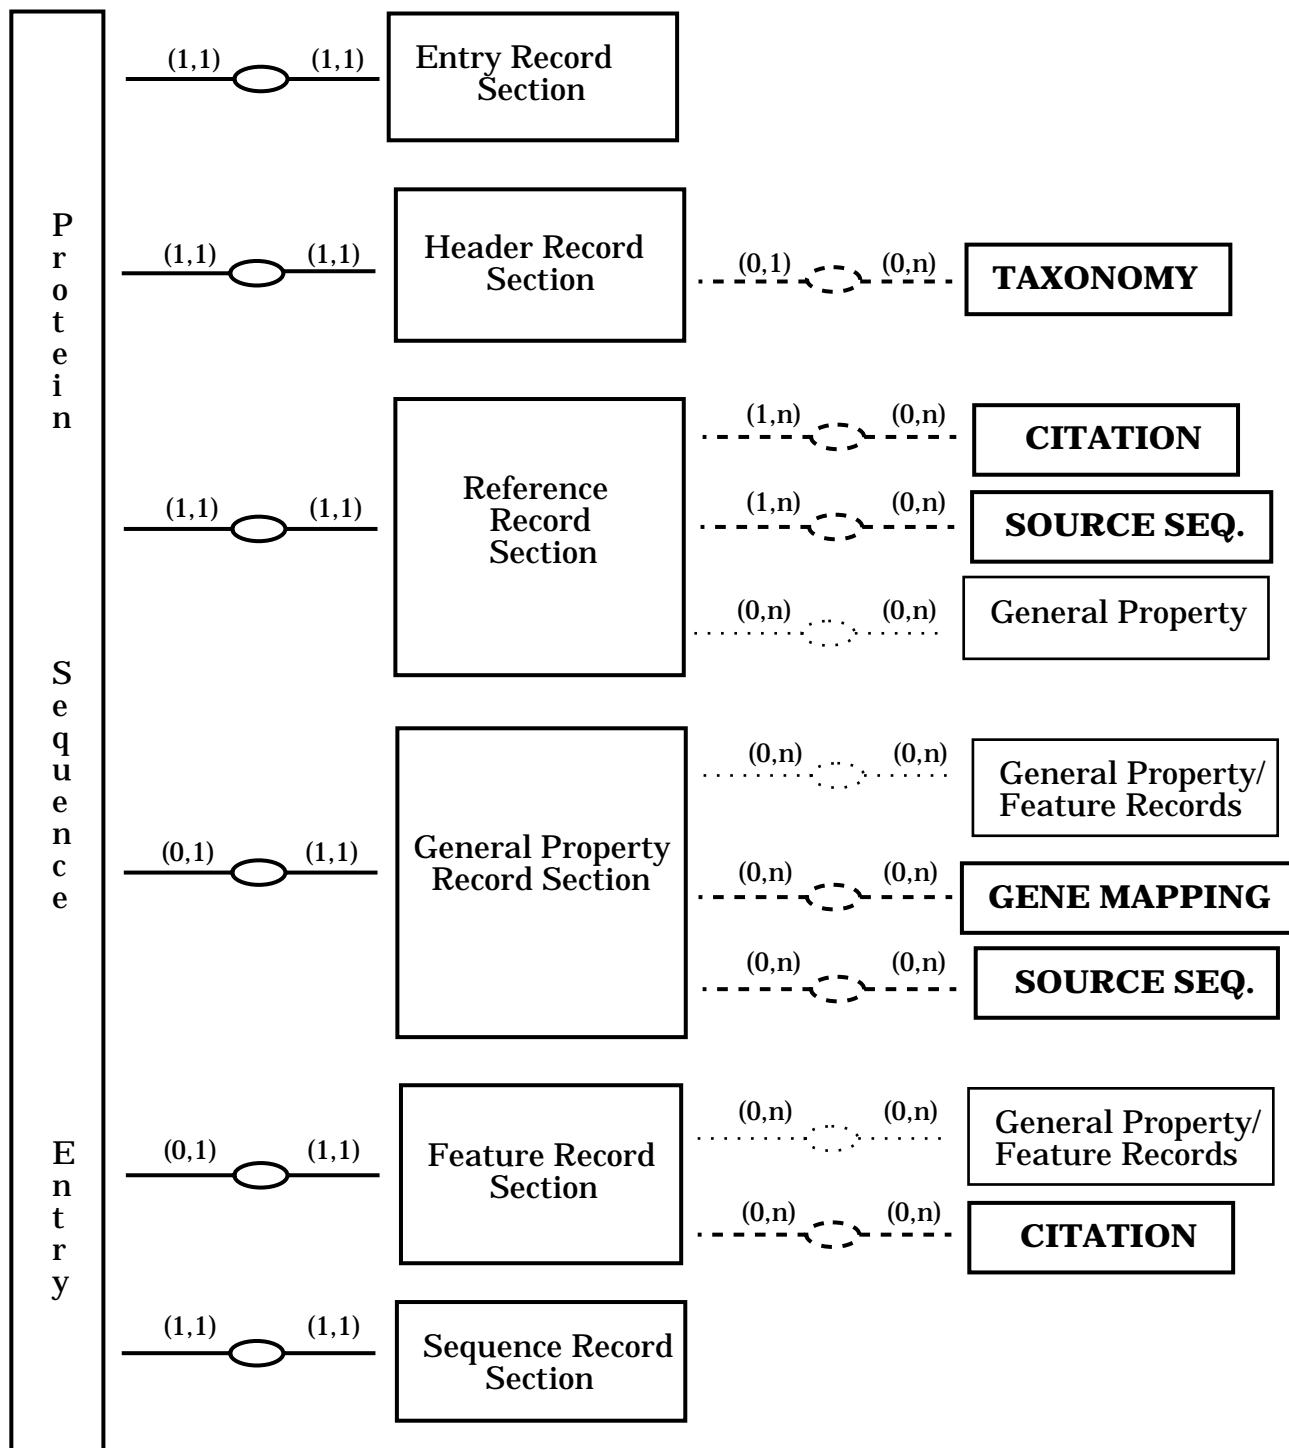 Protein
Sequence
Entry
(1,1) (1,1)
Entry Record
Section
(1,1) (1,1)
Header Record
Section
(0,1) (0,n)
TAXONOMY
(1,1) (1,1)
Reference
Record
Section
(1,n) (0,n)
CITATION
(1,n) (0,n)
SOURCE SEQ.
(0,n) (0,n)
General Property
(0,1) (1,1)
General Property
Record Section
(0,n) (0,n)
General Property/
Feature Records
(0,n) (0,n)
GENE MAPPING
(0,n) (0,n)
SOURCE SEQ.
(0,1) (1,1)
Feature Record
Section
(0,n) (0,n)
General Property/
Feature Records
(0,n) (0,n)
CITATION
(1,1) (1,1)
Sequence Record
Section